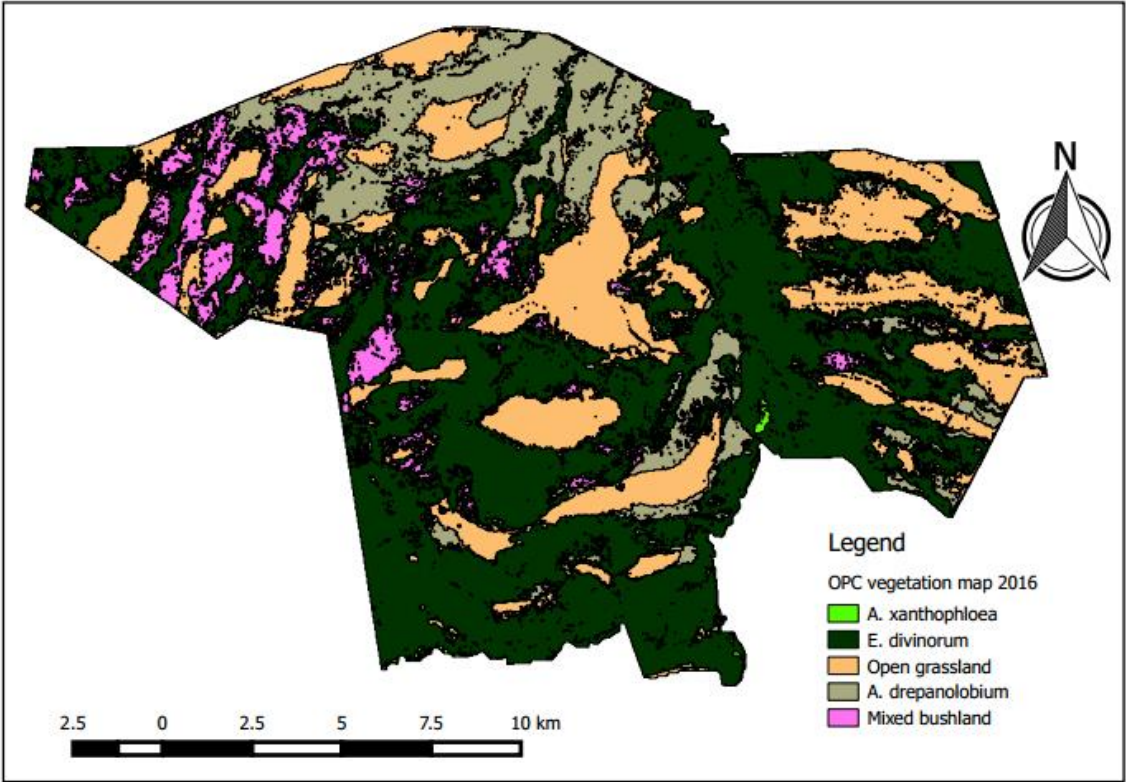 N
Legend
OPC vegetation map 2016
A. xanthophloea
E. divinorum
Open grassland
A. drepanolobium
Mixed bushland
2.5 0 2.5 5 7.5 10 km